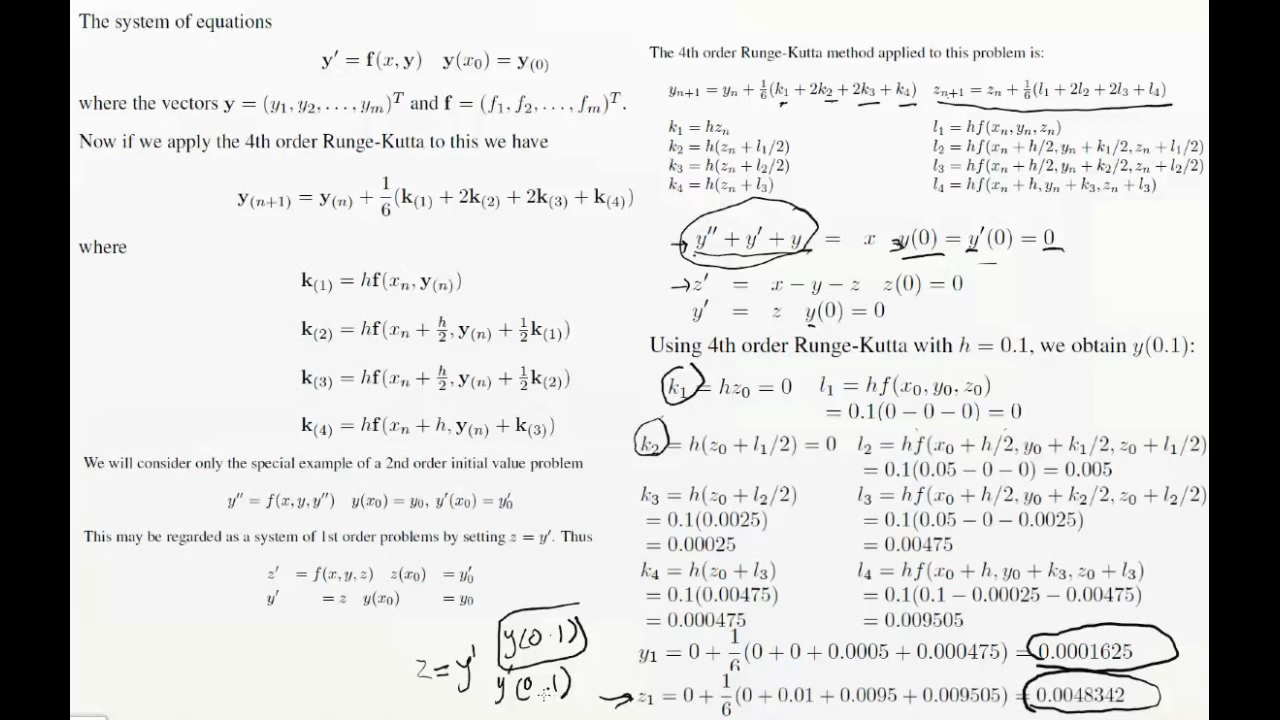 The system of equations
y′ = f(x, y)   y(x₀) = y₍₀₎
where the vectors y = (y₁, y₂, . . . , yₘ)ᵀ and f = (f₁, f₂, . . . , fₘ)ᵀ.
Now if we apply the 4th order Runge-Kutta to this we have
y₍ₙ₊₁₎ = y₍ₙ₎ + 1/6(k₍₁₎ + 2k₍₂₎ + 2k₍₃₎ + k₍₄₎)
where
k₍₁₎ = hf(xₙ, y₍ₙ₎)
k₍₂₎ = hf(xₙ + h/2, y₍ₙ₎ + 1/2k₍₁₎)
k₍₃₎ = hf(xₙ + h/2, y₍ₙ₎ + 1/2k₍₂₎)
k₍₄₎ = hf(xₙ + h, y₍ₙ₎ + k₍₃₎)
We will consider only the special example of a 2nd order initial value problem
y″ = f(x, y, y″)   y(x₀) = y₀, y′(x₀) = y′₀
This may be regarded as a system of 1st order problems by setting z = y′. Thus
z′ = f(x, y, z)   z(x₀) = y′₀
y′ = z   y(x₀) = y₀
z = y′
y(0.1)
y′(0.1)
The 4th order Runge-Kutta method applied to this problem is:
yₙ₊₁ = yₙ + 1/6(k₁ + 2k₂ + 2k₃ + k₄)   zₙ₊₁ = zₙ + 1/6(l₁ + 2l₂ + 2l₃ + l₄)
k₁ = hzₙ   l₁ = hf(xₙ, yₙ, zₙ)
k₂ = h(zₙ + l₁/2)   l₂ = hf(xₙ + h/2, yₙ + k₁/2, zₙ + l₁/2)
k₃ = h(zₙ + l₂/2)   l₃ = hf(xₙ + h/2, yₙ + k₂/2, zₙ + l₂/2)
k₄ = h(zₙ + l₃)   l₄ = hf(xₙ + h, yₙ + k₃, zₙ + l₃)
y″ + y′ + y = x   y(0) = y′(0) = 0
z′ = x − y − z   z(0) = 0
y′ = z   y(0) = 0
Using 4th order Runge-Kutta with h = 0.1, we obtain y(0.1):
k₁ = hz₀ = 0   l₁ = hf(x₀, y₀, z₀)
= 0.1(0 − 0 − 0) = 0
k₂ = h(z₀ + l₁/2) = 0   l₂ = hf(x₀ + h/2, y₀ + k₁/2, z₀ + l₁/2)
= 0.1(0.05 − 0 − 0) = 0.005
k₃ = h(z₀ + l₂/2)   l₃ = hf(x₀ + h/2, y₀ + k₂/2, z₀ + l₂/2)
= 0.1(0.0025)   = 0.1(0.05 − 0 − 0.0025)
= 0.00025   = 0.00475
k₄ = h(z₀ + l₃)   l₄ = hf(x₀ + h, y₀ + k₃, z₀ + l₃)
= 0.1(0.00475)   = 0.1(0.1 − 0.00025 − 0.00475)
= 0.000475   = 0.009505
y₁ = 0 + 1/6(0 + 0 + 0.0005 + 0.000475) = 0.0001625
z₁ = 0 + 1/6(0 + 0.01 + 0.0095 + 0.009505) = 0.0048342